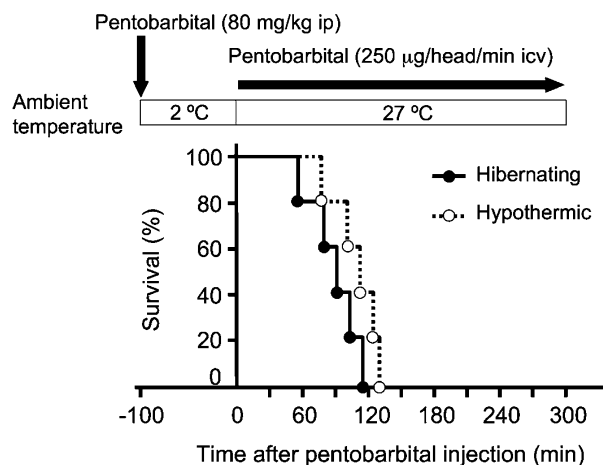 Pentobarbital (80 mg/kg ip)
Pentobarbital (250 μg/head/min icv)
Ambient
temperature
2 ºC
27 ºC
100
80
60
40
20
0
Survival (%)
Hibernating
Hypothermic
-100 0 60 120 180 240 300
Time after pentobarbital injection (min)